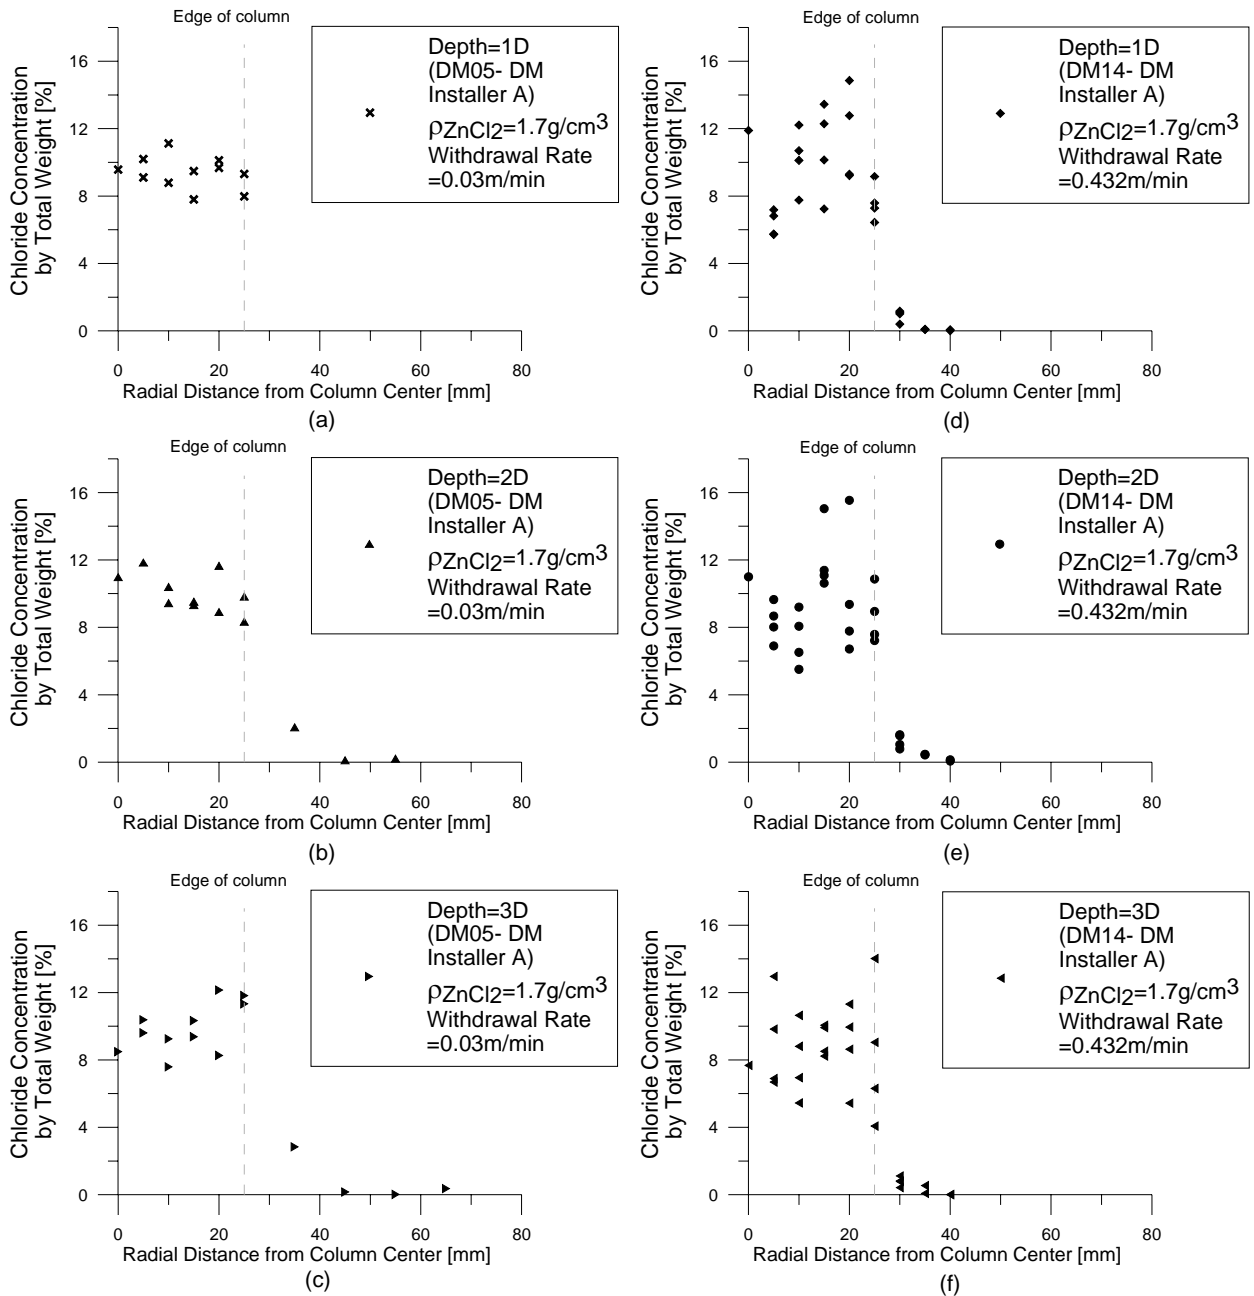 Edge of column
Chloride Concentration
by Total Weight [%]
16
12
8
4
0
0 20 40 60 80
Radial Distance from Column Center [mm]
Depth=1D
(DM05- DM
Installer A)
ρZnCl2=1.7g/cm3
Withdrawal Rate
=0.03m/min
(a)
Edge of column
Chloride Concentration
by Total Weight [%]
16
12
8
4
0
0 20 40 60 80
Radial Distance from Column Center [mm]
Depth=1D
(DM14- DM
Installer A)
ρZnCl2=1.7g/cm3
Withdrawal Rate
=0.432m/min
(d)
Edge of column
Chloride Concentration
by Total Weight [%]
16
12
8
4
0
0 20 40 60 80
Radial Distance from Column Center [mm]
Depth=2D
(DM05- DM
Installer A)
ρZnCl2=1.7g/cm3
Withdrawal Rate
=0.03m/min
(b)
Edge of column
Chloride Concentration
by Total Weight [%]
16
12
8
4
0
0 20 40 60 80
Radial Distance from Column Center [mm]
Depth=2D
(DM14- DM
Installer A)
ρZnCl2=1.7g/cm3
Withdrawal Rate
=0.432m/min
(e)
Edge of column
Chloride Concentration
by Total Weight [%]
16
12
8
4
0
0 20 40 60 80
Radial Distance from Column Center [mm]
Depth=3D
(DM05- DM
Installer A)
ρZnCl2=1.7g/cm3
Withdrawal Rate
=0.03m/min
(c)
Edge of column
Chloride Concentration
by Total Weight [%]
16
12
8
4
0
0 20 40 60 80
Radial Distance from Column Center [mm]
Depth=3D
(DM14- DM
Installer A)
ρZnCl2=1.7g/cm3
Withdrawal Rate
=0.432m/min
(f)